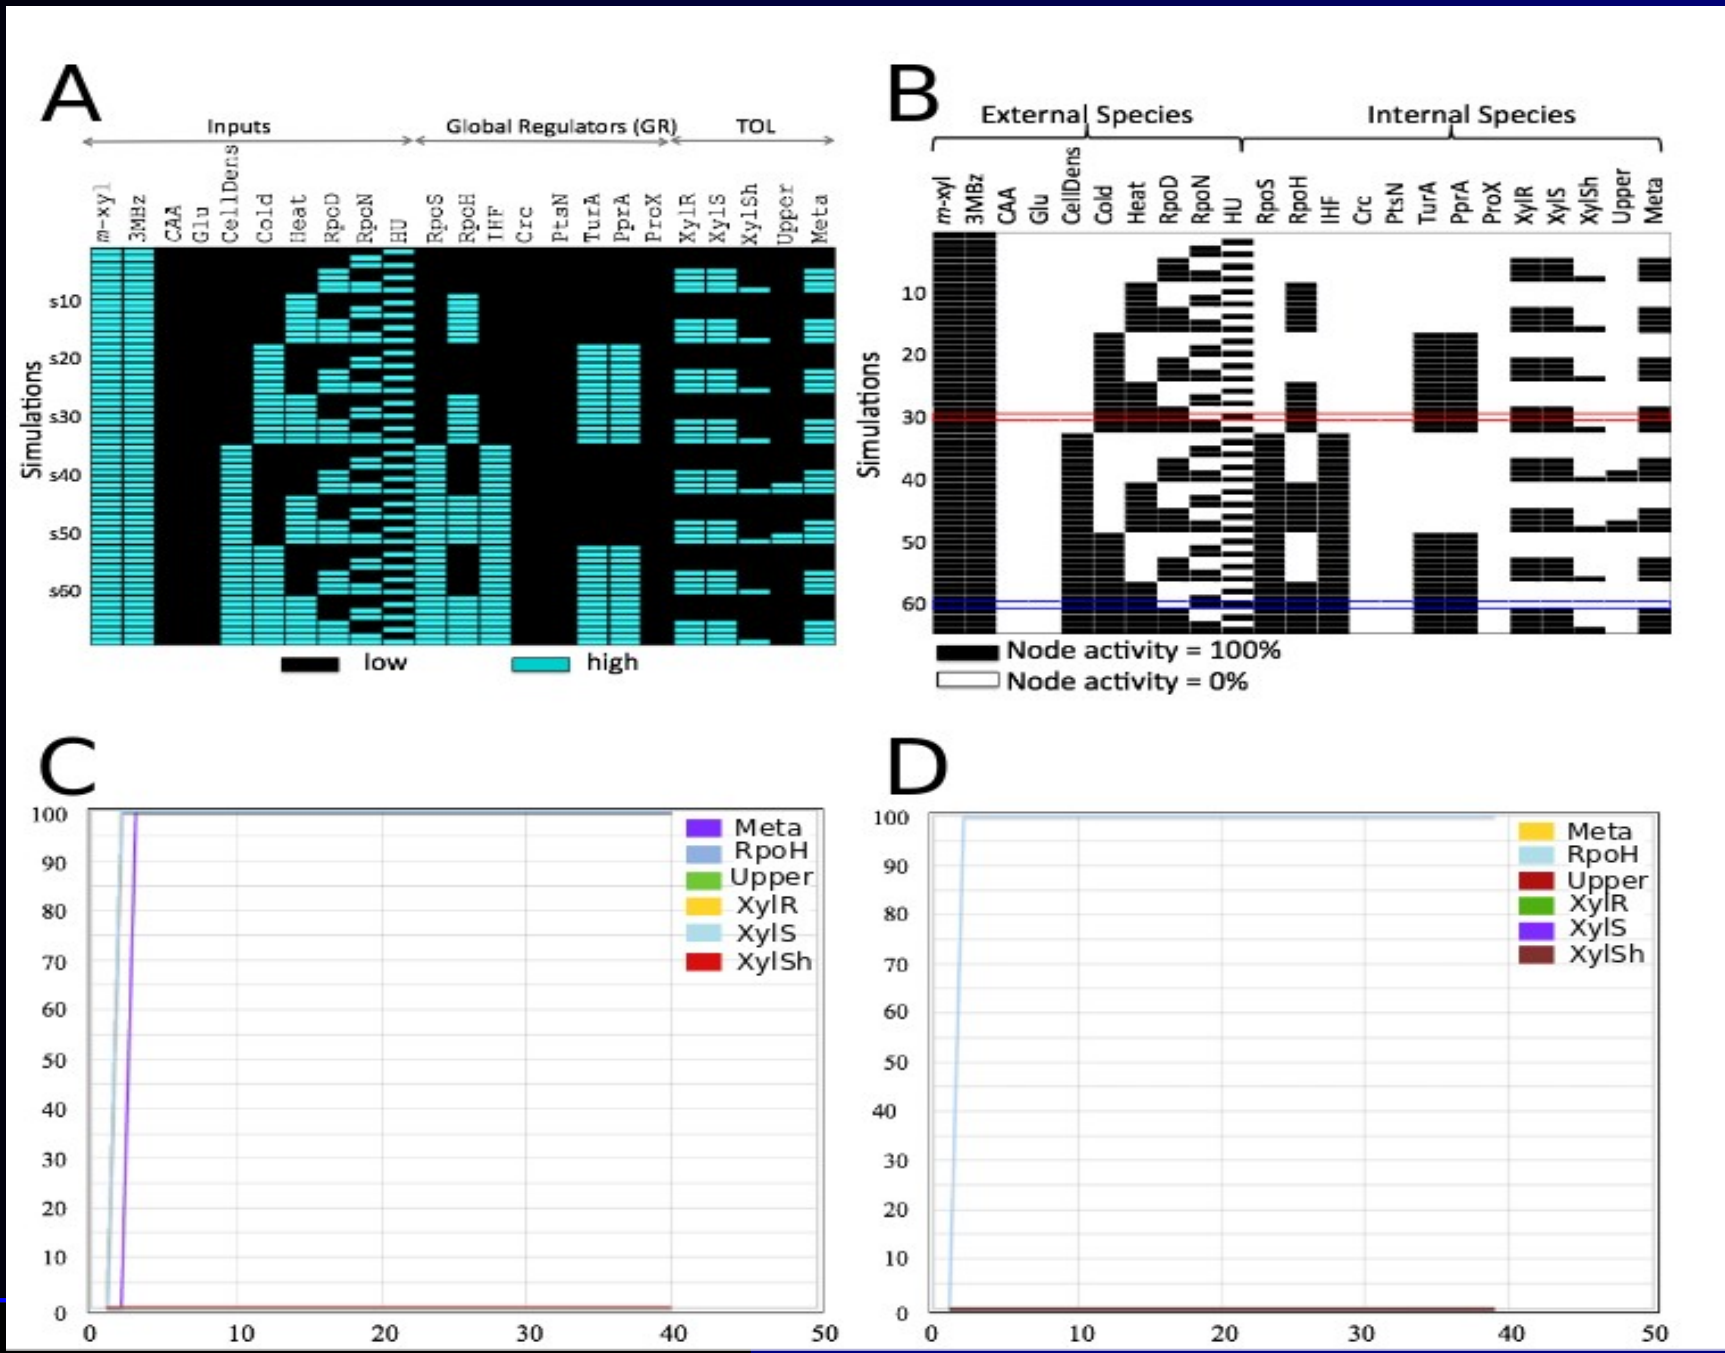 A
Inputs
Global Regulators (GR)
TOL
m-xyl
3MBz
CAA
Glu
CellDens
Cold
Heat
RpoD
RpoN
HU
RpoS
RpoH
IHF
Crc
PtsN
TurA
PprA
ProX
XylR
XylS
XylSh
Upper
Meta
Simulations
s10
s20
s30
s40
s50
s60
low
high
B
External Species
Internal Species
m-xyl
3MBz
CAA
Glu
CellDens
Cold
Heat
RpoD
RpoN
HU
RpoS
RpoH
IHF
Crc
PtsN
TurA
PprA
ProX
XylR
XylS
XylSh
Upper
Meta
Simulations
10
20
30
40
50
60
Node activity = 100%
Node activity = 0%
C
100
90
80
70
60
50
40
30
20
10
0
0 10 20 30 40 50
Meta
RpoH
Upper
XylR
XylS
XylSh
D
100
90
80
70
60
50
40
30
20
10
0
0 10 20 30 40 50
Meta
RpoH
Upper
XylR
XylS
XylSh